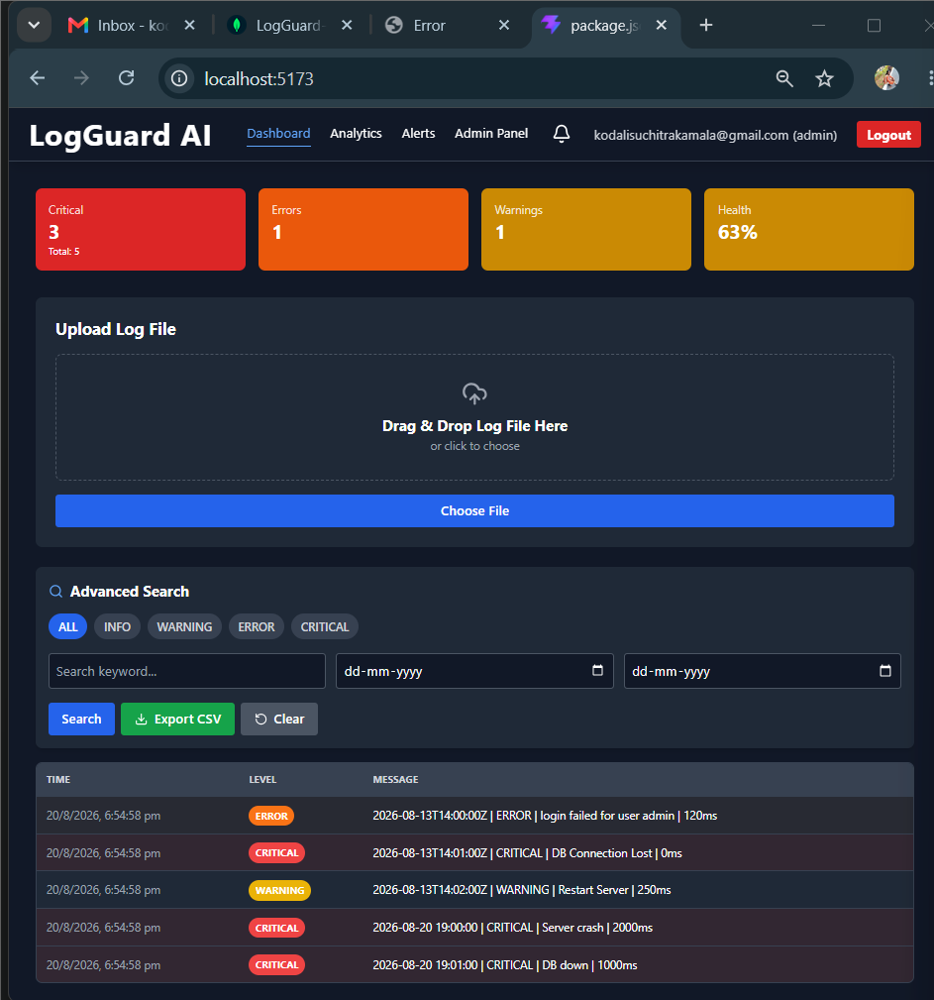 Inbox - ko
LogGuard-
Error
package.js
localhost:5173
LogGuard AI
Dashboard Analytics Alerts Admin Panel kodalisuchitrakamala@gmail.com (admin) Logout
Critical
3
Total: 5
Errors
1
Warnings
1
Health
63%
Upload Log File
Drag & Drop Log File Here
or click to choose
Choose File
Advanced Search
ALL INFO WARNING ERROR CRITICAL
Search keyword... dd-mm-yyyy dd-mm-yyyy
Search Export CSV Clear
TIME LEVEL MESSAGE
20/8/2026, 6:54:58 pm ERROR 2026-08-13T14:00:00Z | ERROR | login failed for user admin | 120ms
20/8/2026, 6:54:58 pm CRITICAL 2026-08-13T14:01:00Z | CRITICAL | DB Connection Lost | 0ms
20/8/2026, 6:54:58 pm WARNING 2026-08-13T14:02:00Z | WARNING | Restart Server | 250ms
20/8/2026, 6:54:58 pm CRITICAL 2026-08-20 19:00:00 | CRITICAL | Server crash | 2000ms
20/8/2026, 6:54:58 pm CRITICAL 2026-08-20 19:01:00 | CRITICAL | DB down | 1000ms